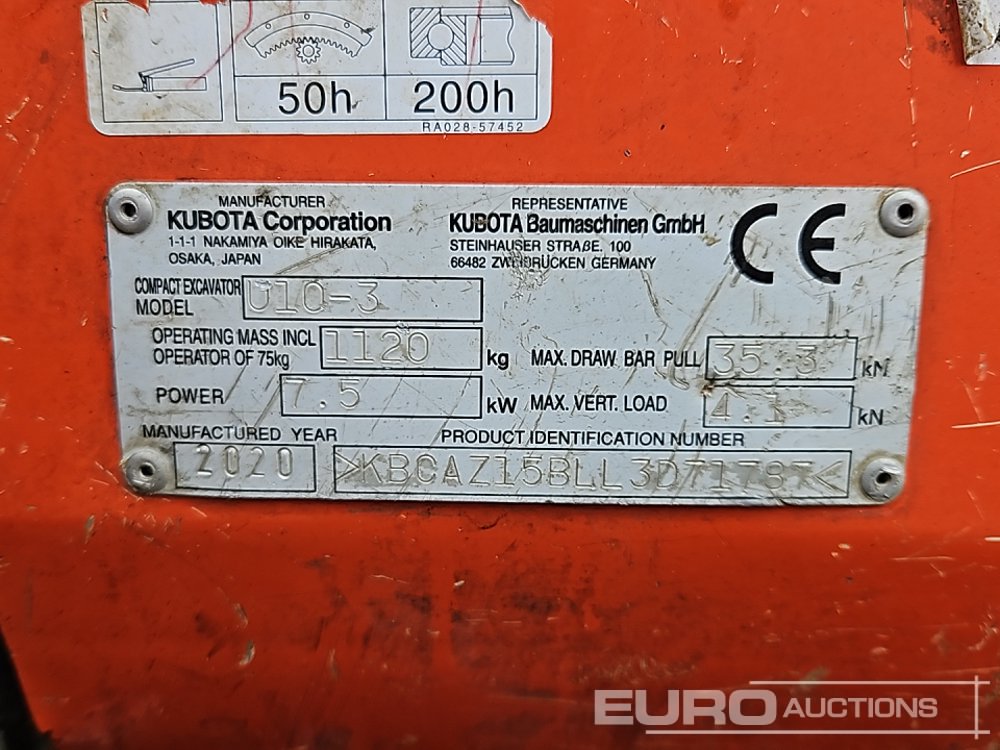 50h 200h
RA028-57452
MANUFACTURER
KUBOTA Corporation
1-1-1 NAKAMIYA OIKE HIRAKATA,
OSAKA, JAPAN
REPRESENTATIVE
KUBOTA Baumaschinen GmbH
STEINHAUSER STRAßE. 100
66482 ZWEIBRÜCKEN GERMANY
CE
COMPACT EXCAVATOR
MODEL U10-3
OPERATING MASS INCL
OPERATOR OF 75kg 1120 kg
MAX. DRAW BAR PULL 35.3 kN
POWER 7.5 kW
MAX. VERT. LOAD 4.1 kN
MANUFACTURED YEAR
2020
PRODUCT IDENTIFICATION NUMBER
>KBCAZ15BLL3D71787<
EURO AUCTIONS